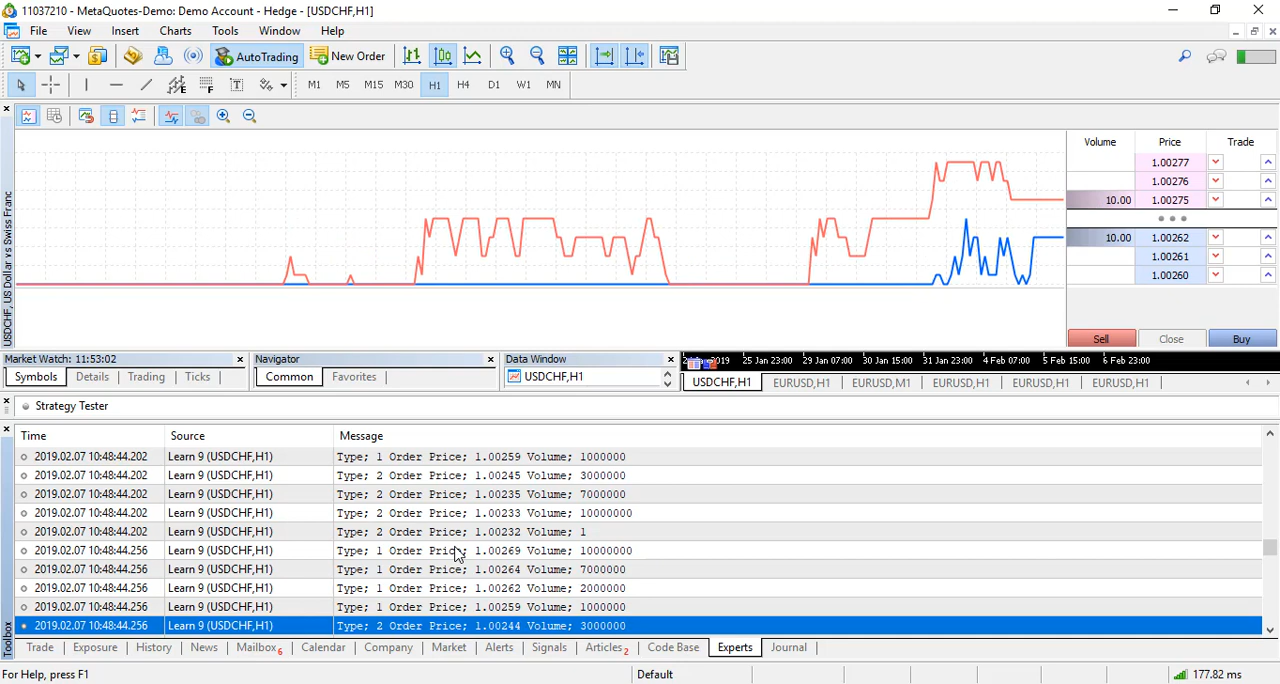 11037210 - MetaQuotes-Demo: Demo Account - Hedge - [USDCHF,H1]
File View Insert Charts Tools Window Help
AutoTrading New Order
M1 M5 M15 M30 H1 H4 D1 W1 MN
USDCHF, US Dollar vs Swiss Franc
Volume Price Trade
1.00277
1.00276
10.00 1.00275
10.00 1.00262
1.00261
1.00260
Sell Close Buy
Market Watch: 11:53:02
Symbols Details Trading Ticks
Navigator
Common Favorites
Data Window
USDCHF,H1
2019 25 Jan 23:00 29 Jan 07:00 30 Jan 15:00 31 Jan 23:00 4 Feb 07:00 5 Feb 15:00 6 Feb 23:00
USDCHF,H1 EURUSD,H1 EURUSD,M1 EURUSD,H1 EURUSD,H1 EURUSD,H1
Strategy Tester
Time Source Message
2019.02.07 10:48:44.202 Learn 9 (USDCHF,H1) Type; 1 Order Price; 1.00259 Volume; 1000000
2019.02.07 10:48:44.202 Learn 9 (USDCHF,H1) Type; 2 Order Price; 1.00245 Volume; 3000000
2019.02.07 10:48:44.202 Learn 9 (USDCHF,H1) Type; 2 Order Price; 1.00235 Volume; 7000000
2019.02.07 10:48:44.202 Learn 9 (USDCHF,H1) Type; 2 Order Price; 1.00233 Volume; 10000000
2019.02.07 10:48:44.202 Learn 9 (USDCHF,H1) Type; 2 Order Price; 1.00232 Volume; 1
2019.02.07 10:48:44.256 Learn 9 (USDCHF,H1) Type; 1 Order Price; 1.00269 Volume; 10000000
2019.02.07 10:48:44.256 Learn 9 (USDCHF,H1) Type; 1 Order Price; 1.00264 Volume; 7000000
2019.02.07 10:48:44.256 Learn 9 (USDCHF,H1) Type; 1 Order Price; 1.00262 Volume; 2000000
2019.02.07 10:48:44.256 Learn 9 (USDCHF,H1) Type; 1 Order Price; 1.00259 Volume; 1000000
2019.02.07 10:48:44.256 Learn 9 (USDCHF,H1) Type; 2 Order Price; 1.00244 Volume; 3000000
Toolbox
Trade Exposure History News Mailbox 6 Calendar Company Market Alerts Signals Articles 2 Code Base Experts Journal
For Help, press F1 Default 177.82 ms